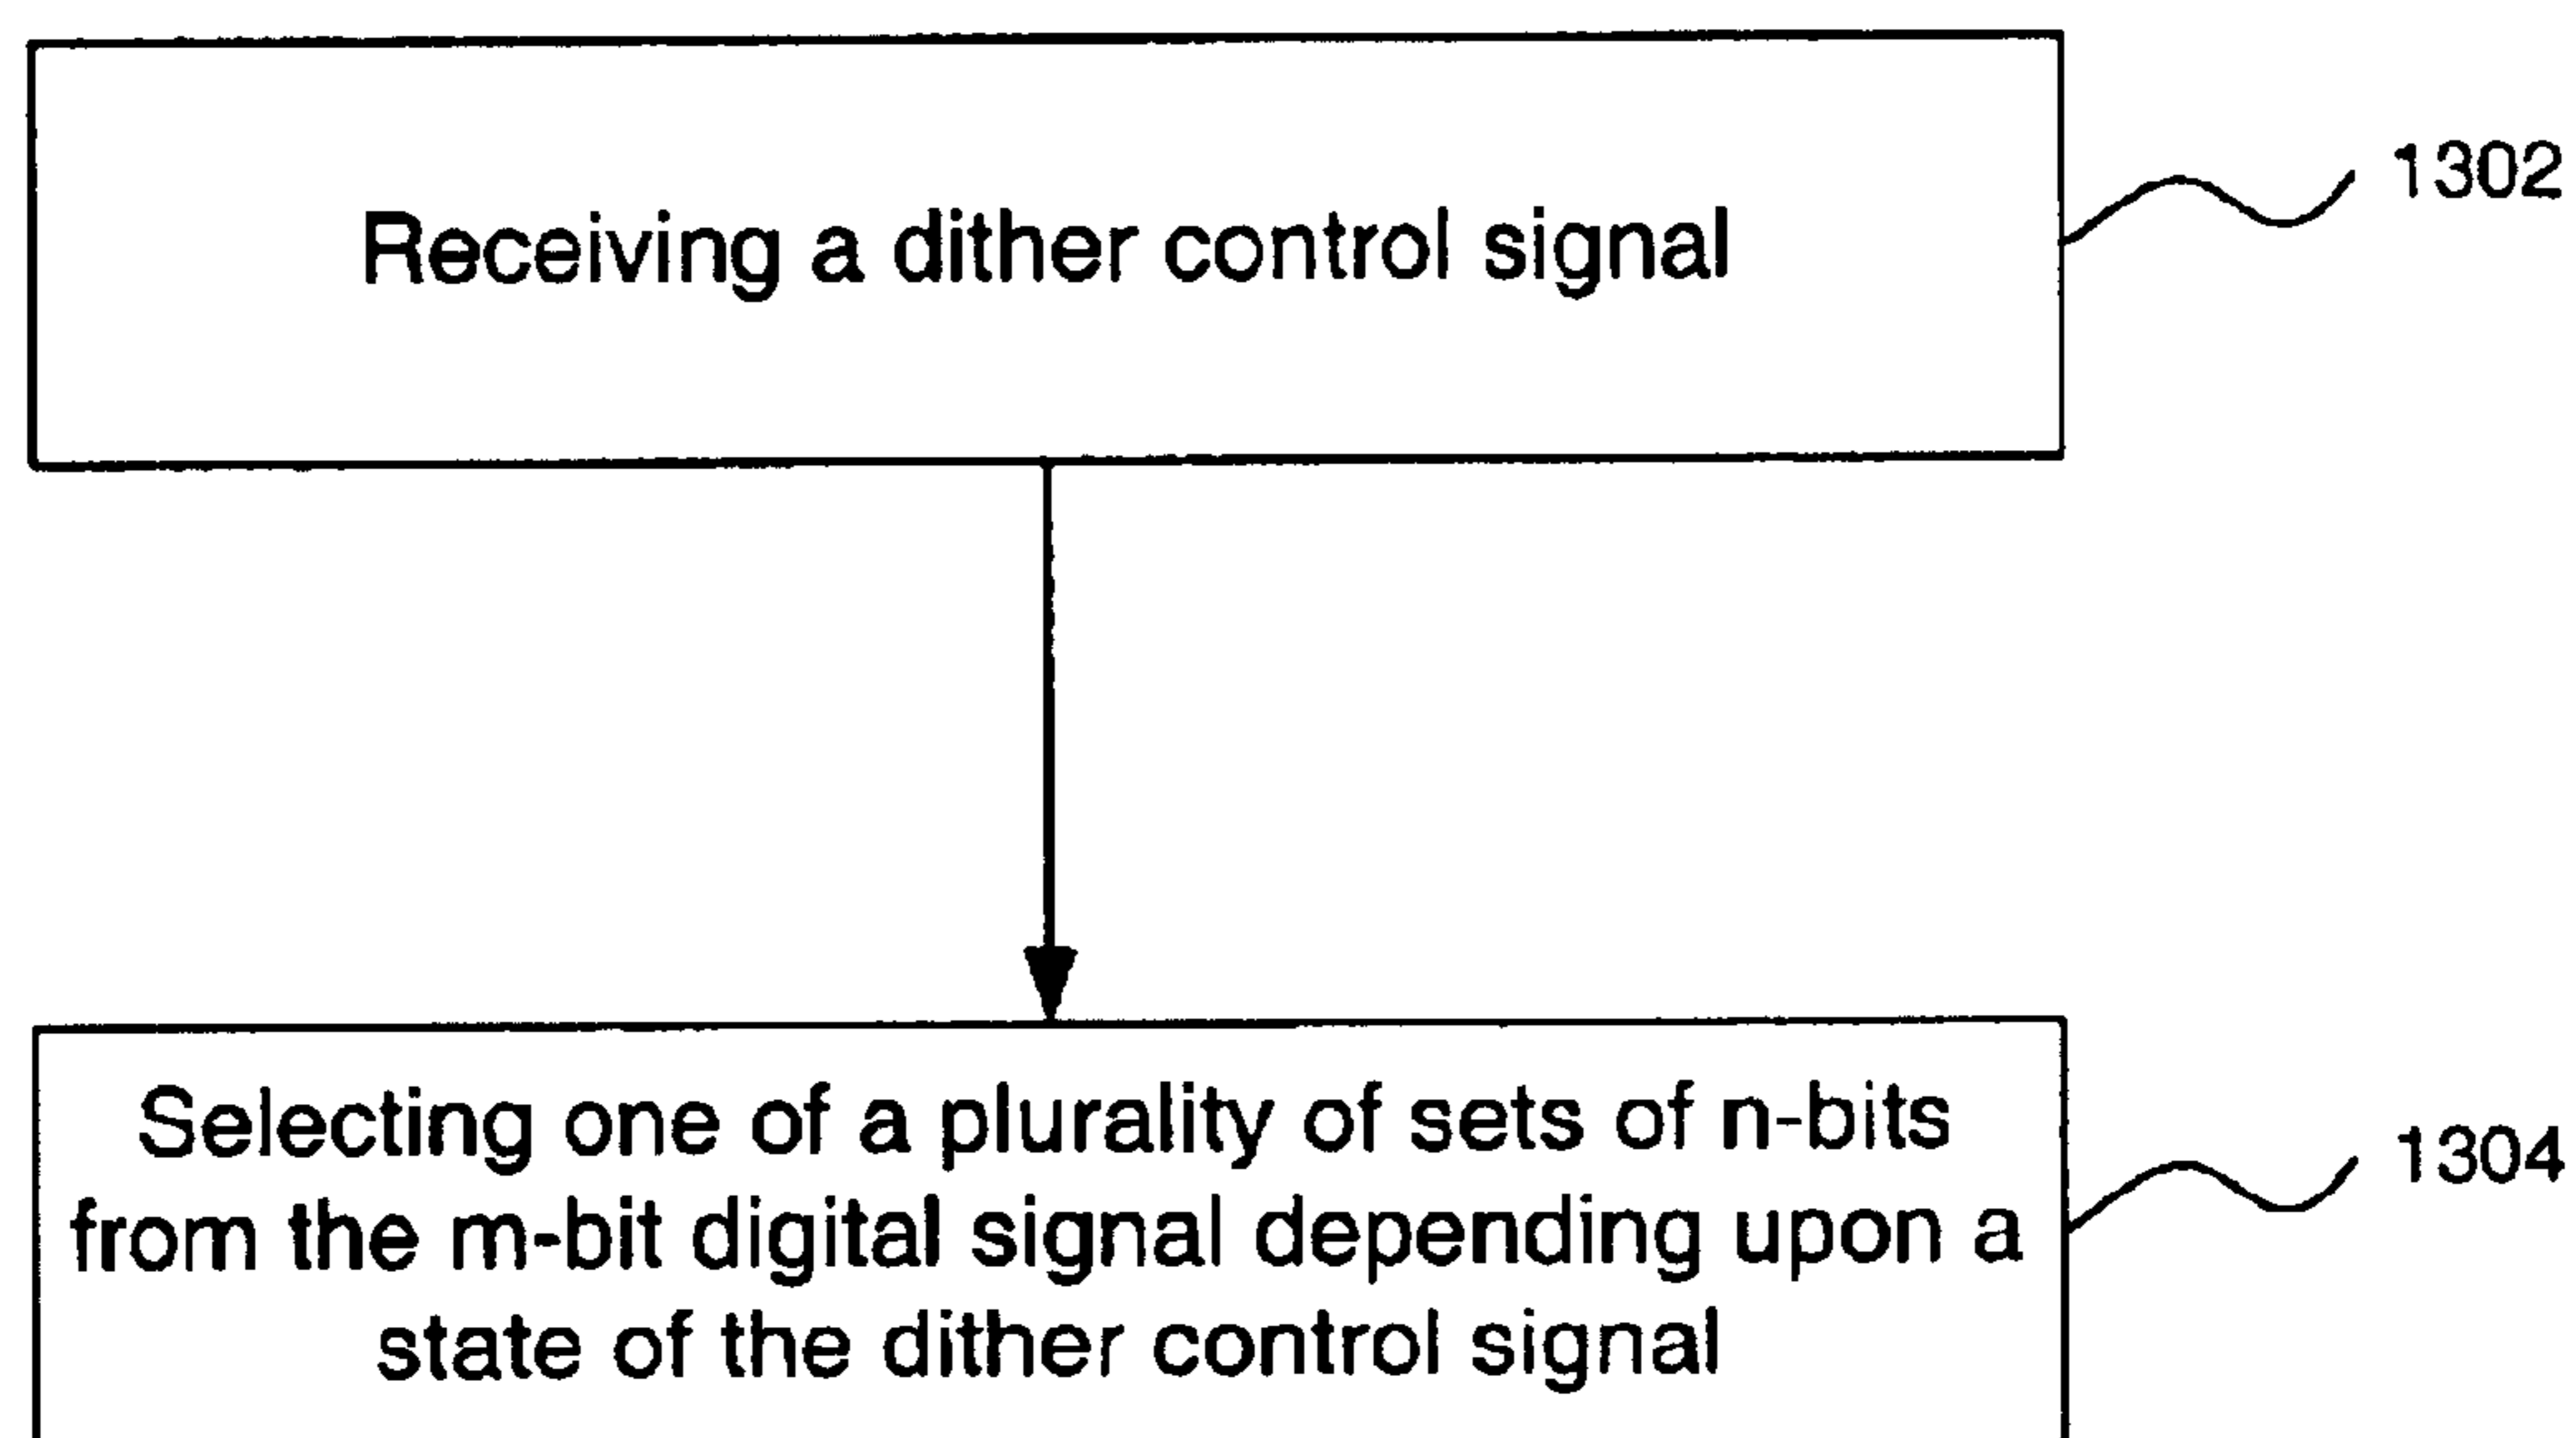 Receiving a dither control signal
1302
Selecting one of a plurality of sets of n-bits
from the m-bit digital signal depending upon a
state of the dither control signal
1304